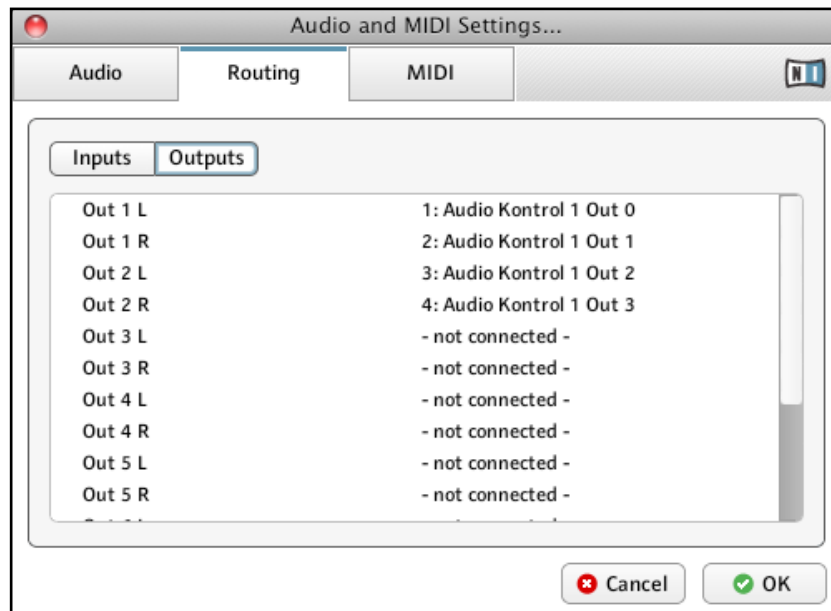 Audio and MIDI Settings...
Audio Routing MIDI
NI
Inputs Outputs
Out 1 L 1: Audio Kontrol 1 Out 0
Out 1 R 2: Audio Kontrol 1 Out 1
Out 2 L 3: Audio Kontrol 1 Out 2
Out 2 R 4: Audio Kontrol 1 Out 3
Out 3 L - not connected -
Out 3 R - not connected -
Out 4 L - not connected -
Out 4 R - not connected -
Out 5 L - not connected -
Out 5 R - not connected -
Cancel OK